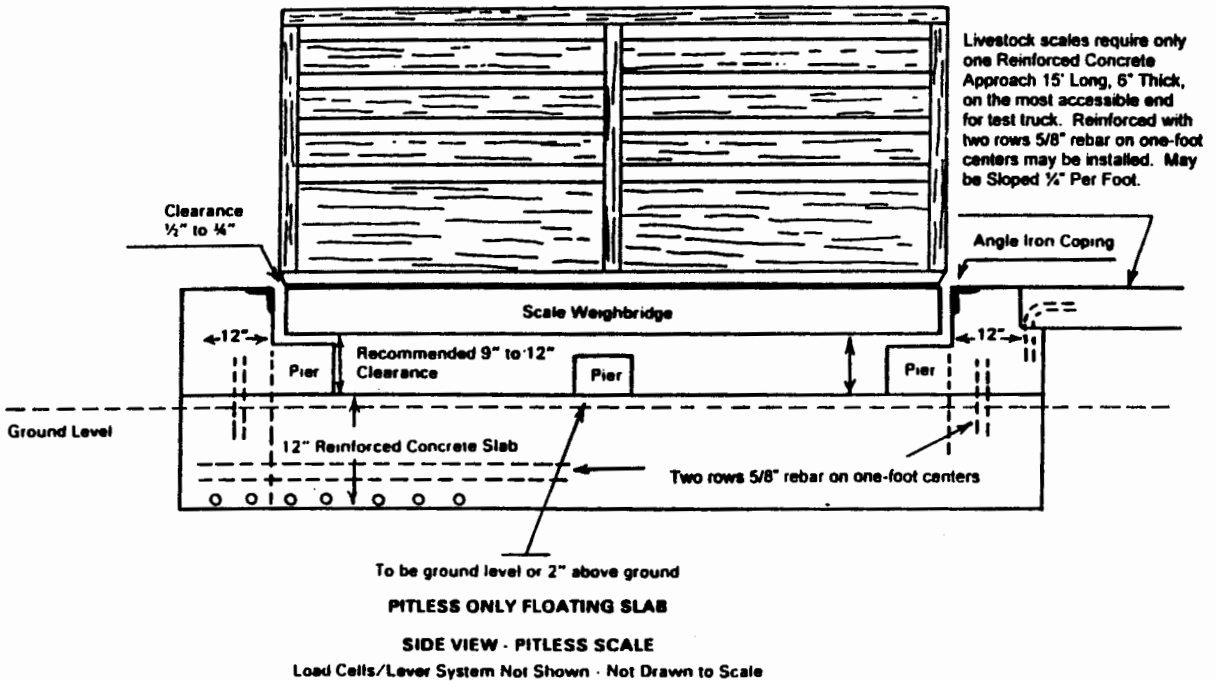 Livestock scales require only
one Reinforced Concrete
Approach 15' Long, 6" Thick,
on the most accessible end
for test truck. Reinforced with
two rows 5/8" rebar on one-foot
centers may be installed. May
be Sloped ¼" Per Foot.
Clearance
½" to ¾"
Angle Iron Coping
Scale Weighbridge
12"
Recommended 9" to 12"
Clearance
12"
Pier
Pier
Pier
Ground Level
12" Reinforced Concrete Slab
Two rows 5/8" rebar on one-foot centers
To be ground level or 2" above ground
PITLESS ONLY FLOATING SLAB
SIDE VIEW - PITLESS SCALE
Load Cells/Lever System Not Shown - Not Drawn to Scale